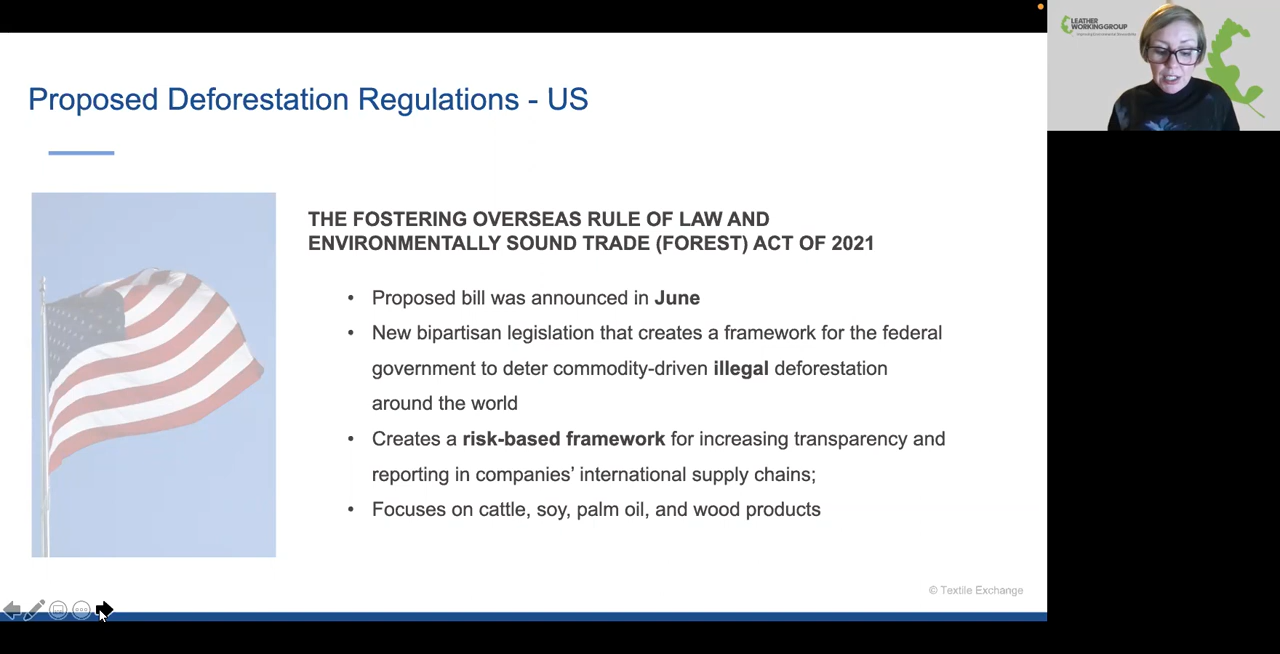 LEATHER
WORKINGGROUP
Proposed Deforestation Regulations - US
THE FOSTERING OVERSEAS RULE OF LAW AND
ENVIRONMENTALLY SOUND TRADE (FOREST) ACT OF 2021
• Proposed bill was announced in June
• New bipartisan legislation that creates a framework for the federal
government to deter commodity-driven illegal deforestation
around the world
• Creates a risk-based framework for increasing transparency and
reporting in companies’ international supply chains;
• Focuses on cattle, soy, palm oil, and wood products
© Textile Exchange